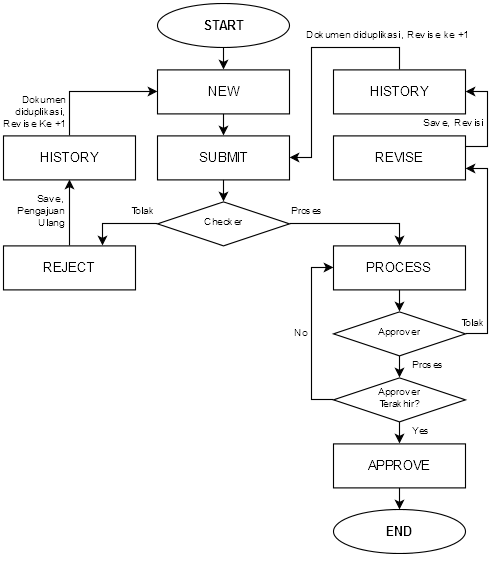 START
Dokumen diduplikasi, Revise ke +1
NEW
HISTORY
Dokumen
diduplikasi,
Revise Ke +1
Save, Revisi
HISTORY
SUBMIT
REVISE
Save,
Pengajuan
Ulang
Tolak
Checker
Proses
REJECT
PROCESS
No
Approver
Tolak
Proses
Approver
Terakhir?
Yes
APPROVE
END